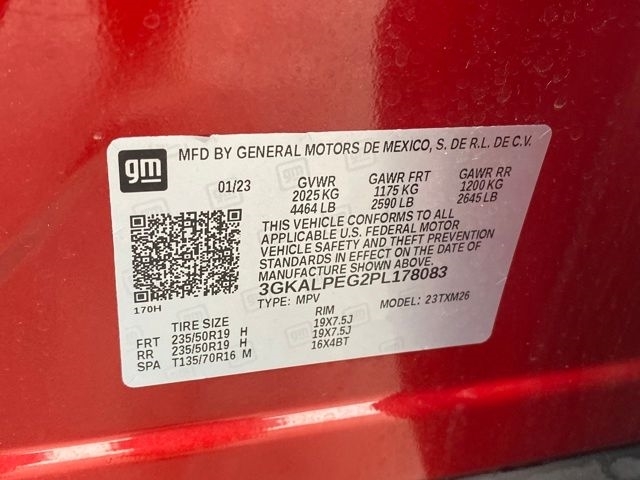 gm
MFD BY GENERAL MOTORS DE MEXICO, S. DE R.L. DE C.V.
01/23 GVWR GAWR FRT GAWR RR
2025 KG 1175 KG 1200 KG
4464 LB 2590 LB 2645 LB
THIS VEHICLE CONFORMS TO ALL
APPLICABLE U.S. FEDERAL MOTOR
VEHICLE SAFETY AND THEFT PREVENTION
STANDARDS IN EFFECT ON THE DATE OF
MANUFACTURE SHOWN ABOVE.
3GKALPEG2PL178083
170H
TYPE: MPV MODEL: 23TXM26
TIRE SIZE RIM
FRT 235/50R19 H 19X7.5J
RR 235/50R19 H 19X7.5J
SPA T135/70R16 M 16X4BT